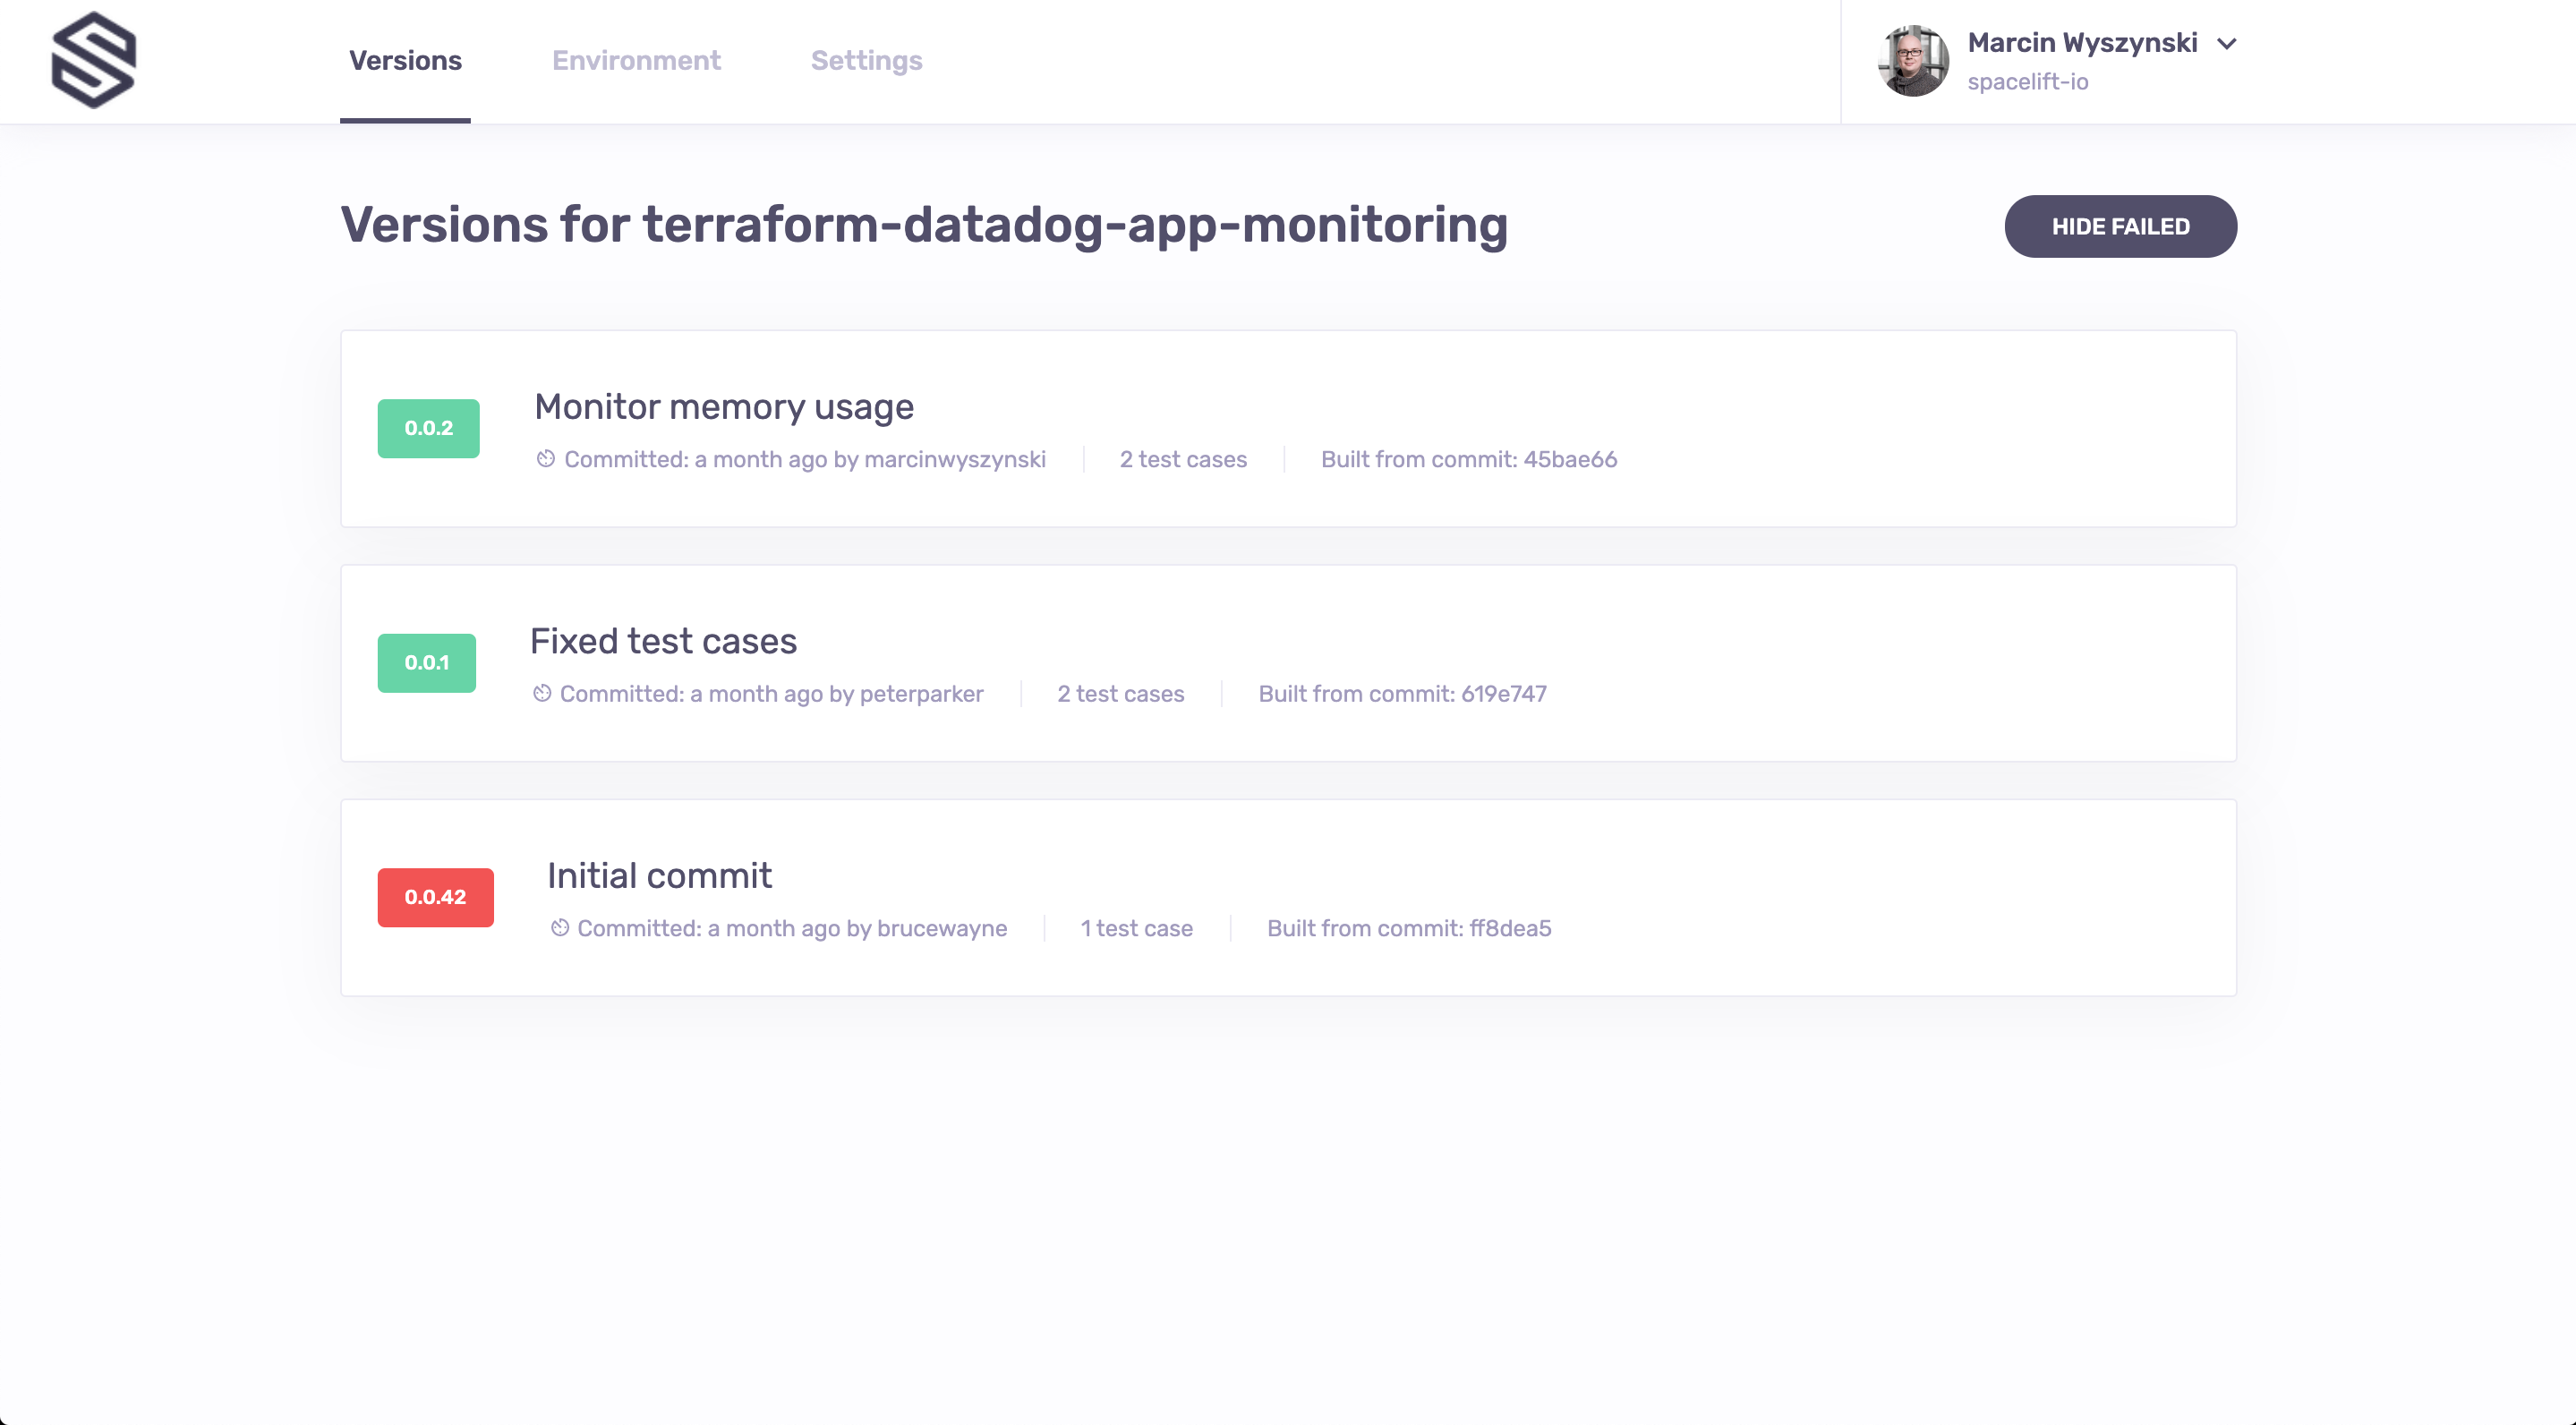 Versions Environment Settings
Marcin Wyszynski
spacelift-io
Versions for terraform-datadog-app-monitoring
HIDE FAILED
0.0.2
Monitor memory usage
Committed: a month ago by marcinwyszynski 2 test cases Built from commit: 45bae66
0.0.1
Fixed test cases
Committed: a month ago by peterparker 2 test cases Built from commit: 619e747
0.0.42
Initial commit
Committed: a month ago by brucewayne 1 test case Built from commit: ff8dea5